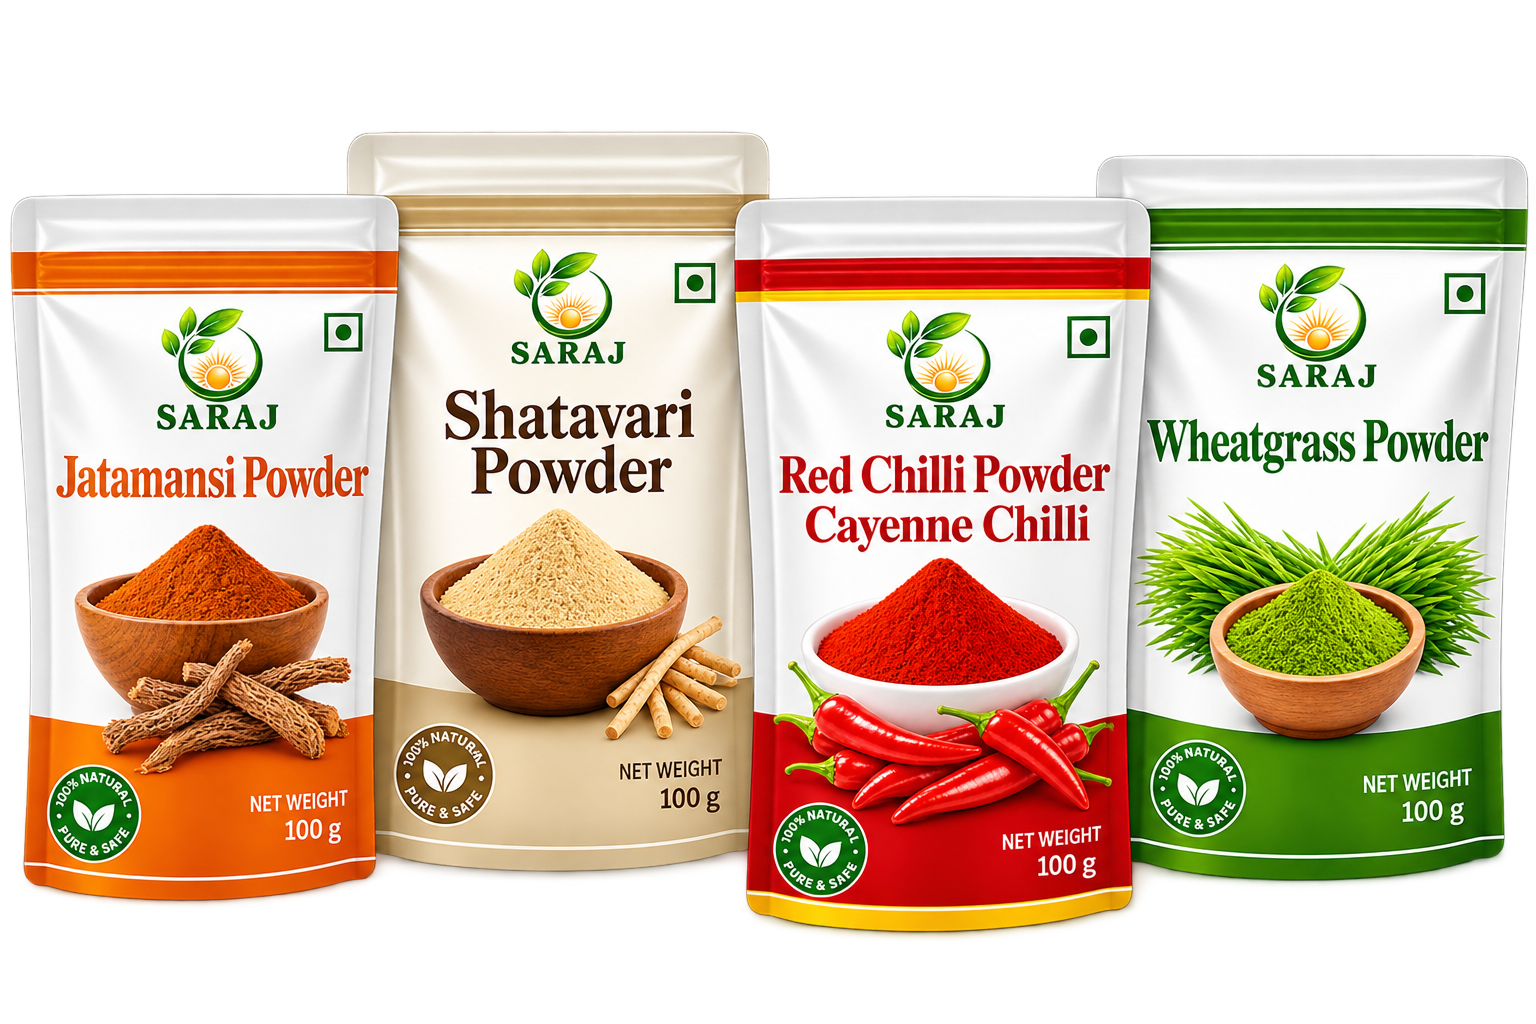 SARAJ
Jatamansi Powder
100% NATURAL
PURE & SAFE
NET WEIGHT
100 g
SARAJ
Shatavari
Powder
100% NATURAL
PURE & SAFE
NET WEIGHT
100 g
SARAJ
Red Chilli Powder
Cayenne Chilli
100% NATURAL
PURE & SAFE
NET WEIGHT
100 g
SARAJ
Wheatgrass Powder
100% NATURAL
PURE & SAFE
NET WEIGHT
100 g